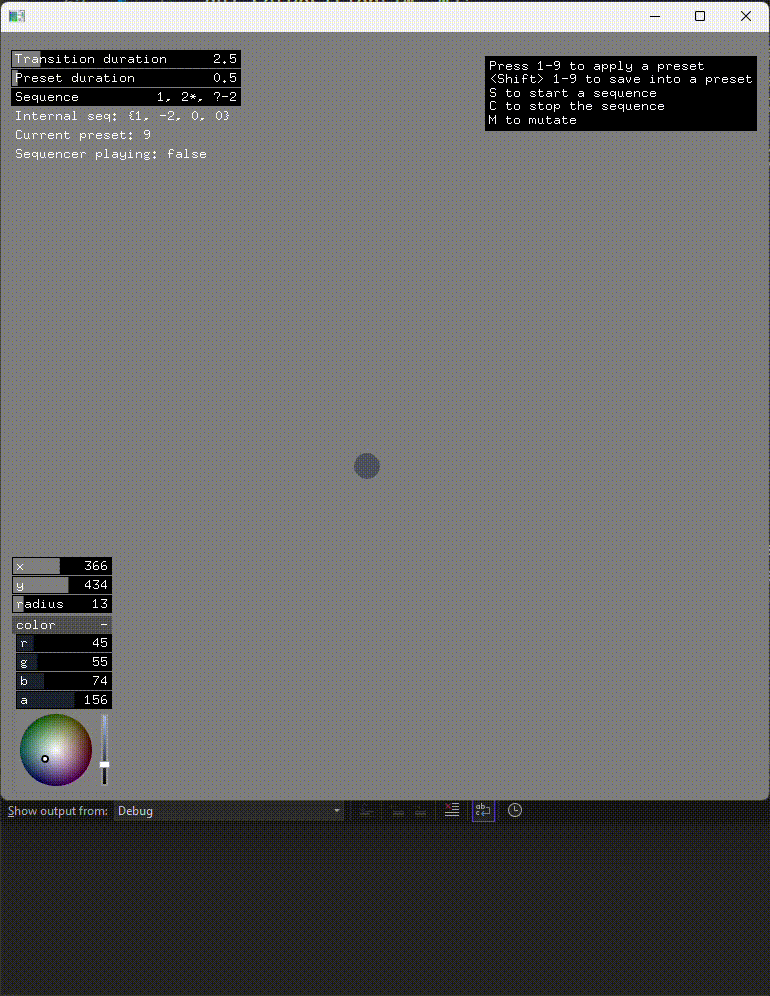 Transition duration 2.5
Preset duration 0.5
Sequence 1, 2*, ?-2
Internal seq: {1, -2, 0, 0}
Current preset: 9
Sequencer playing: false
Press 1-9 to apply a preset
<Shift> 1-9 to save into a preset
S to start a sequence
C to stop the sequence
M to mutate
x 366
y 434
radius 13
color -
r 45
g 55
b 74
a 156
Show output from: Debug